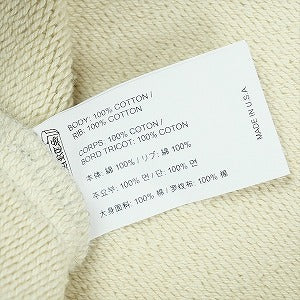 BODY: 100% COTTON /
RIB: 100% COTTON
CORPS: 100% COTON /
BORD TRICOT: 100% COTON
本体: 綿 100% / リブ: 綿 100%
주요부: 100% 면 / 단: 100% 면
大身面料: 100% 棉 / 罗纹布: 100% 棉
MADE IN U.S.A